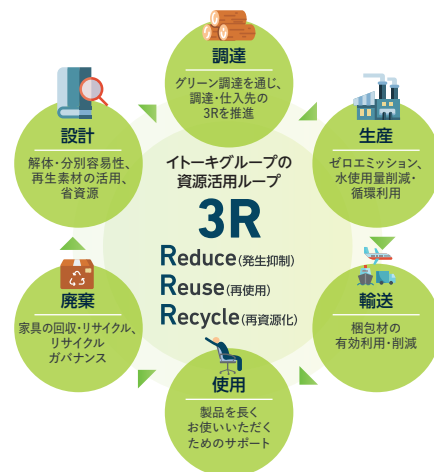 調達
グリーン調達を通じ、
調達・仕入先の
3Rを推進
設計
解体・分別容易性、
再生素材の活用、
省資源
生産
ゼロエミッション、
水使用量削減・
循環利用
イトーキグループの
資源活用ループ
3R
Reduce(発生抑制)
Reuse(再使用)
Recycle(再資源化)
廃棄
家具の回収・リサイクル、
リサイクル
ガバナンス
輸送
梱包材の
有効利用・削減
使用
製品を長く
お使いいただく
ためのサポート